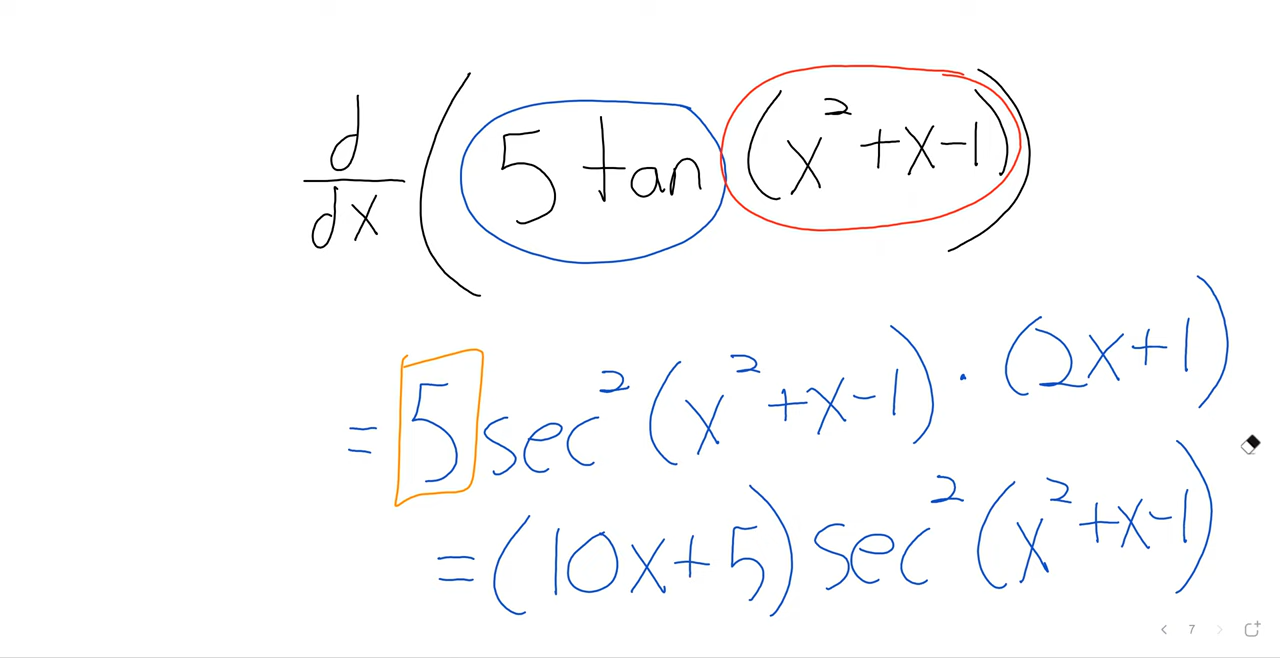 d/dx (5 tan (x² + x - 1))
= 5 sec² (x² + x - 1) · (2x + 1)
= (10x + 5) sec² (x² + x - 1)
7